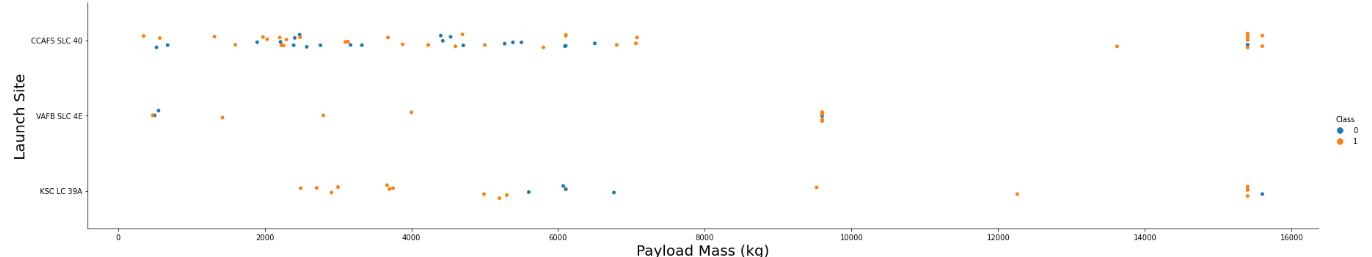 Launch Site
CCAFS SLC 40
VAFB SLC 4E
KSC LC 39A
Class
0
1
0 2000 4000 6000 8000 10000 12000 14000 16000
Payload Mass (kg)